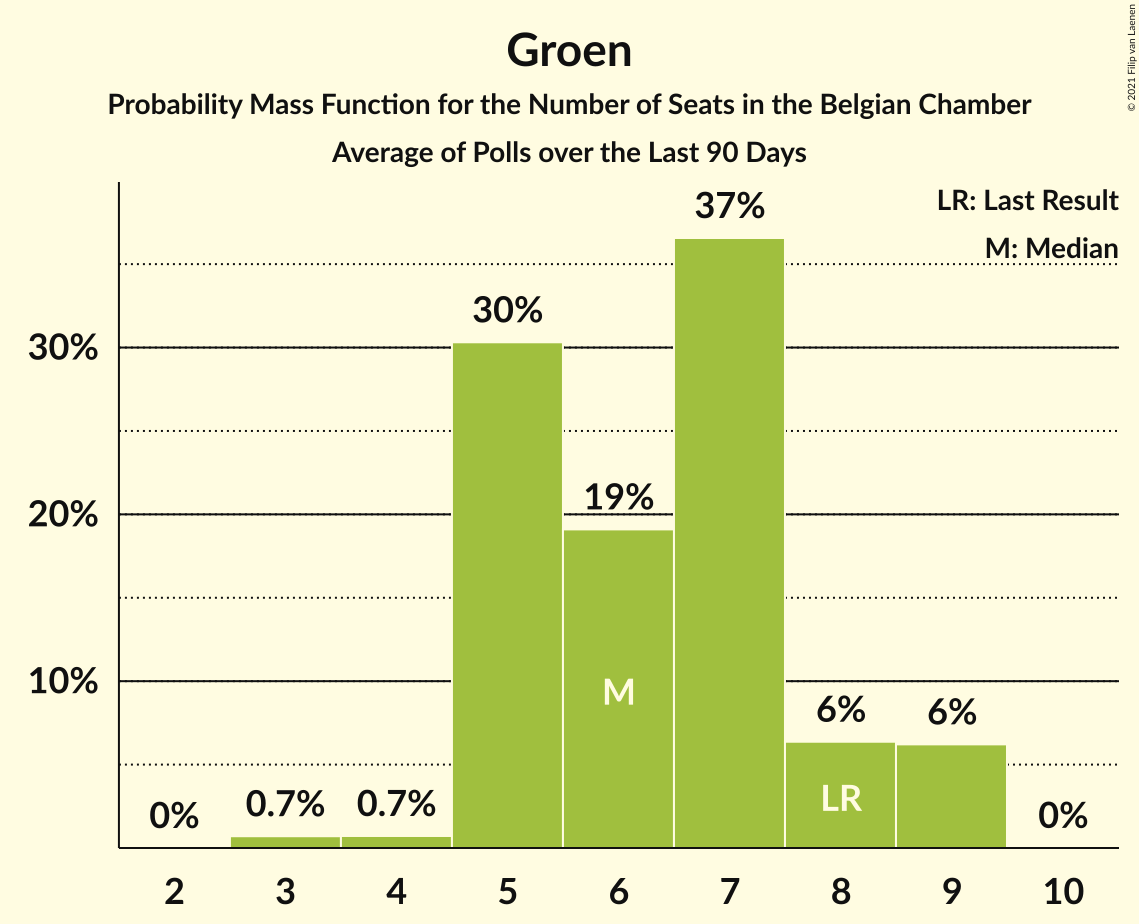 Groen
Probability Mass Function for the Number of Seats in the Belgian Chamber
Average of Polls over the Last 90 Days
© 2021 Filip van Laenen
LR: Last Result
M: Median
30%
20%
10%
0%
0.7%
0.7%
30%
19%
37%
6%
6%
0%
M
LR
2 3 4 5 6 7 8 9 10